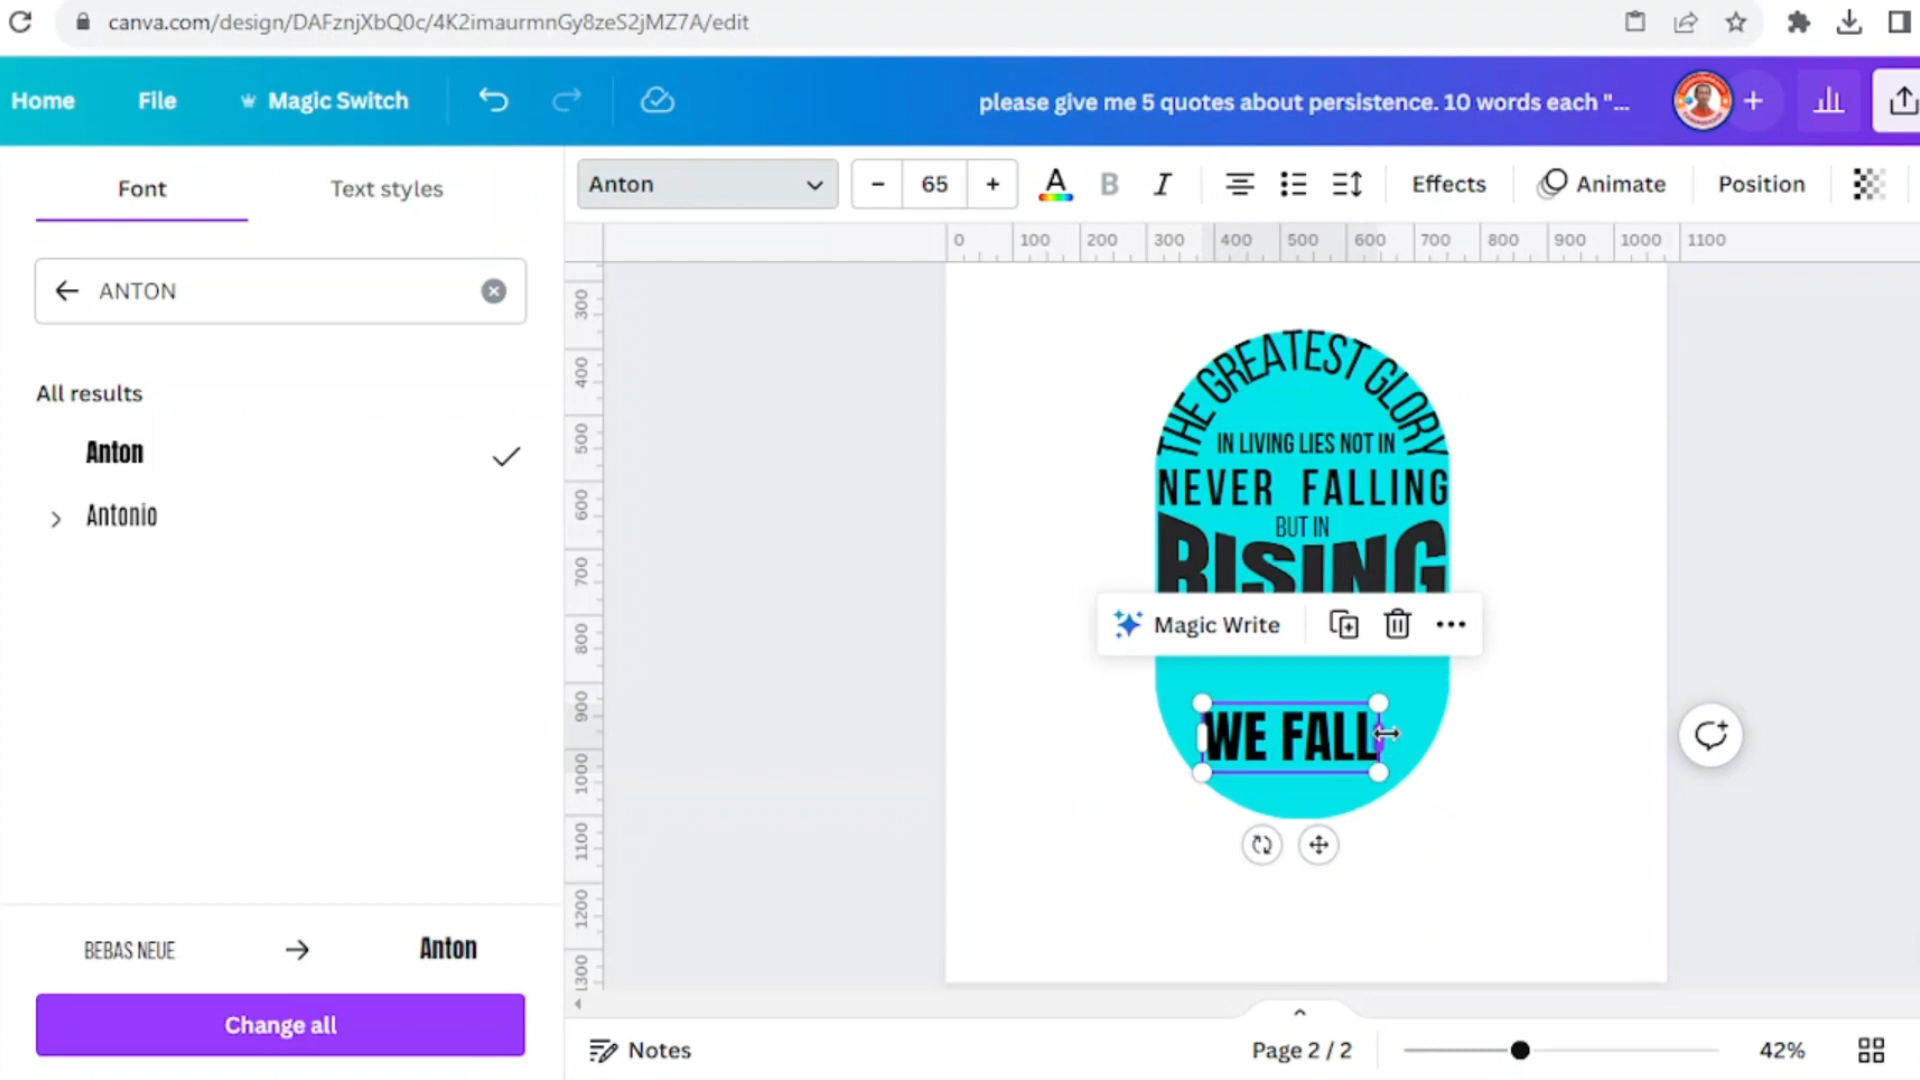 canva.com/design/DAFznjXbQ0c/4K2imaurmnGy8zeS2jMZ7A/edit
Home File Magic Switch please give me 5 quotes about persistence. 10 words each "...
Font Text styles
Anton 65 A B I Effects Animate Position
0 100 200 300 400 500 600 700 800 900 1000 1100
ANTON
All results
Anton
Antonio
300
400
500
600
700
800
900
1000
1100
1200
1300
THE GREATEST GLORY
IN LIVING LIES NOT IN
NEVER FALLING
BUT IN
RISING
Magic Write
WE FALL
BEBAS NEUE → Anton
Change all
Notes Page 2 / 2 42%